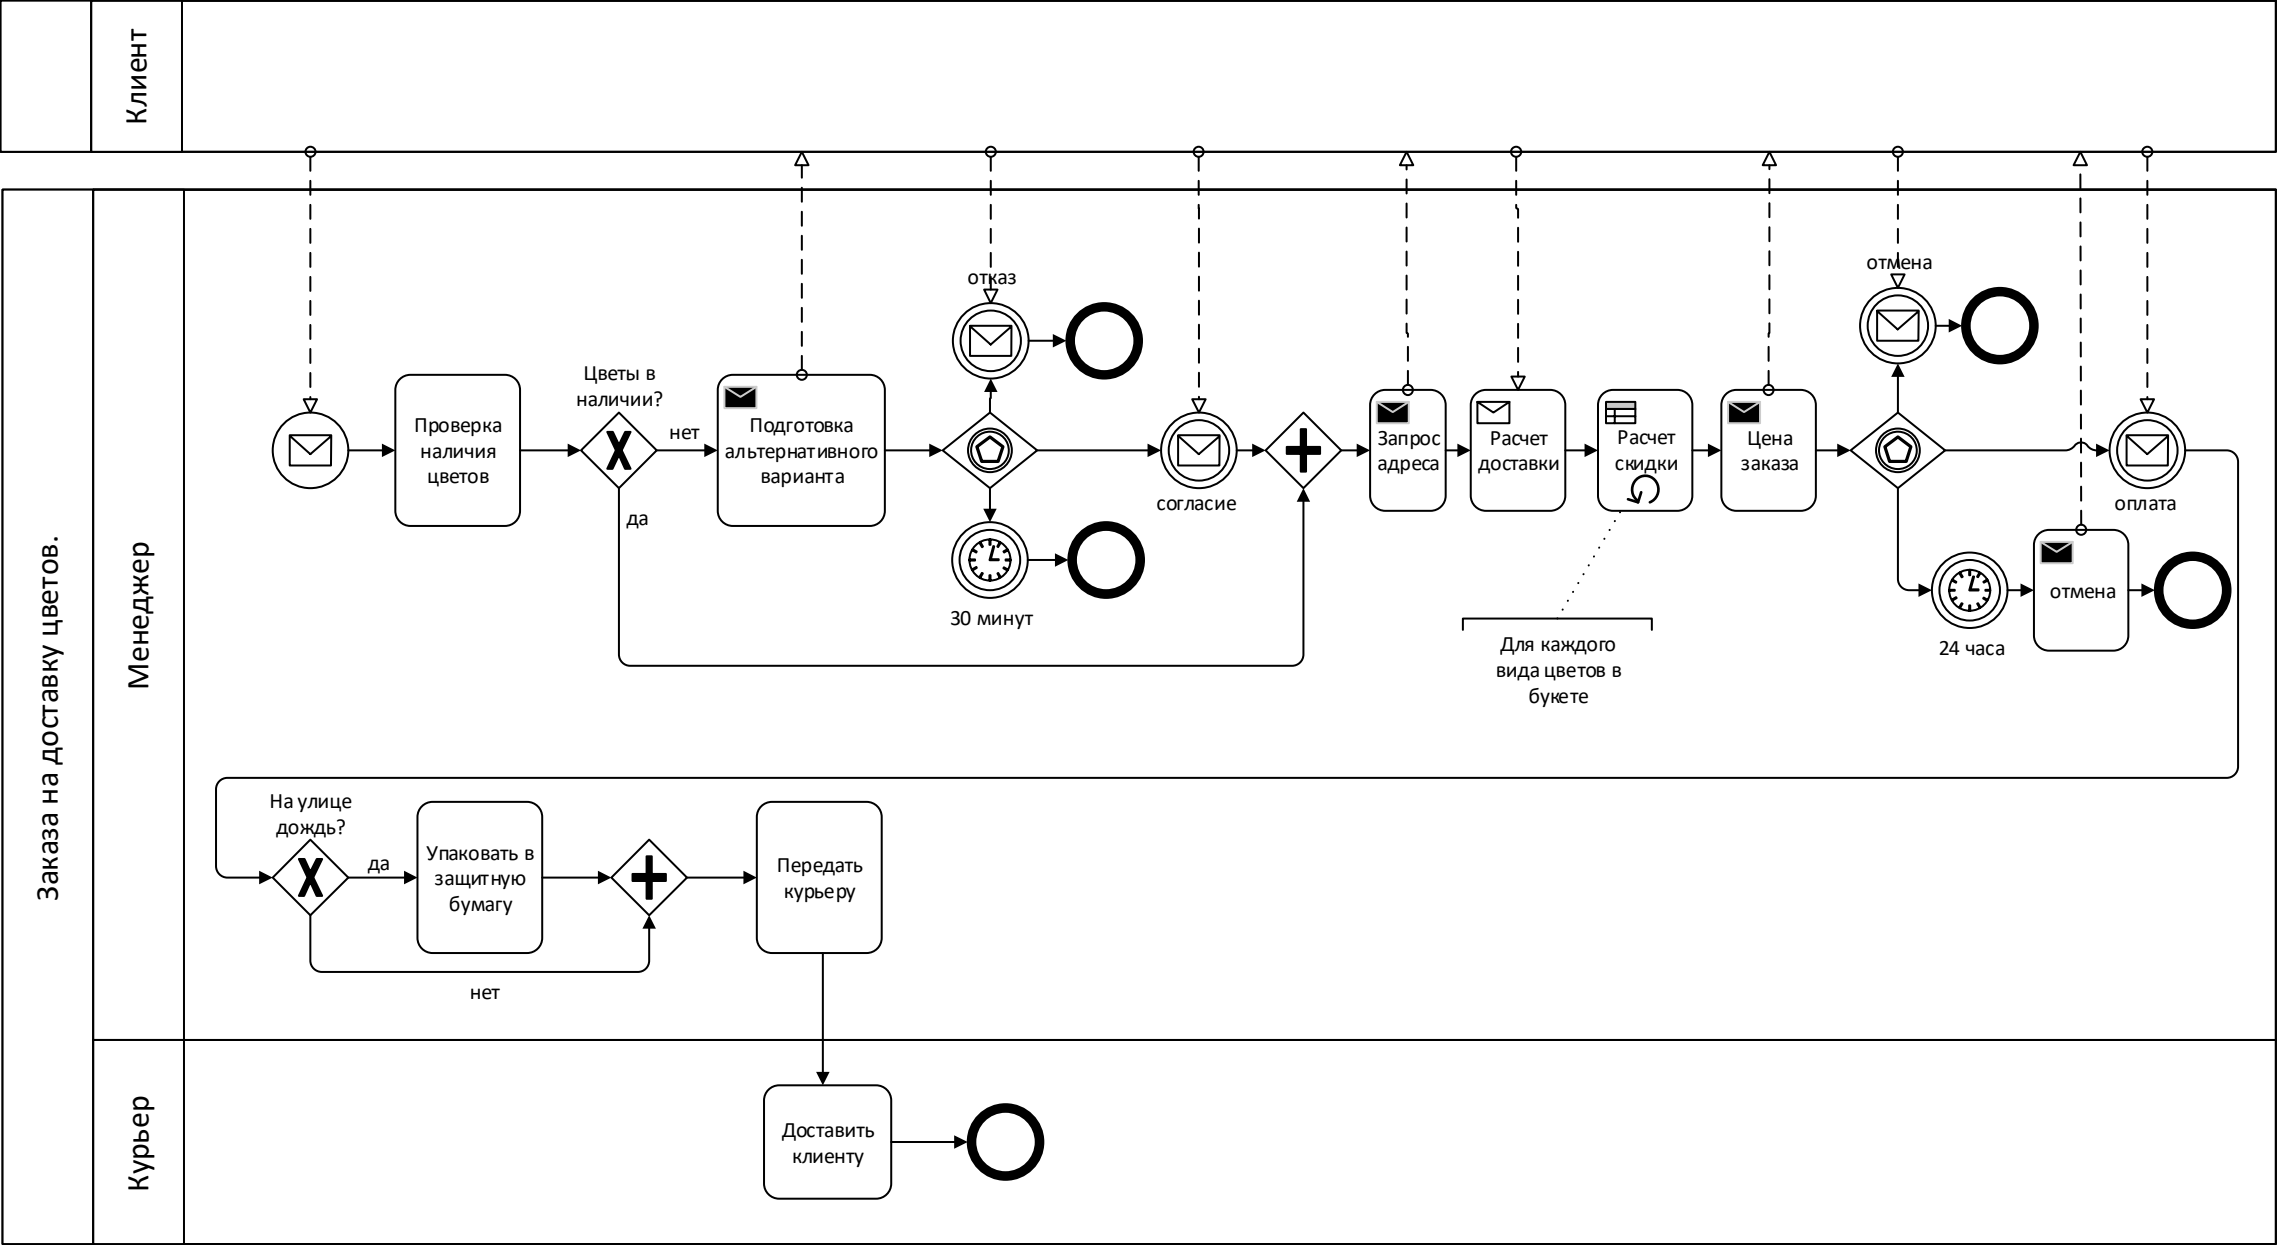 Клиент
Заказа на доставку цветов.
Менеджер
Курьер
Проверка
наличия
цветов
Цветы в
наличии?
нет
да
Подготовка
альтернативного
варианта
отказ
30 минут
согласие
Запрос
адреса
Расчет
доставки
Расчет
скидки
Для каждого
вида цветов в
букете
Цена
заказа
отмена
оплата
24 часа
отмена
На улице
дождь?
да
нет
Упаковать в
защитную
бумагу
Передать
курьеру
Доставить
клиенту